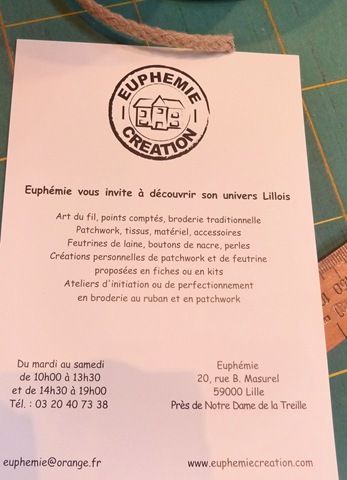 EUPHEMIE
CREATION
Euphémie vous invite à découvrir son univers Lillois
Art du fil, points comptés, broderie traditionnelle
Patchwork, tissus, matériel, accessoires
Feutrines de laine, boutons de nacre, perles
Créations personnelles de patchwork et de feutrine
proposées en fiches ou en kits
Ateliers d'initiation ou de perfectionnement
en broderie au ruban et en patchwork
Du mardi au samedi
de 10h00 à 13h30
et de 14h30 à 19h00
Tél. : 03 20 40 73 38
Euphémie
20, rue B. Masurel
59000 Lille
Près de Notre Dame de la Treille
euphemie@orange.fr
www.euphemiecreation.com